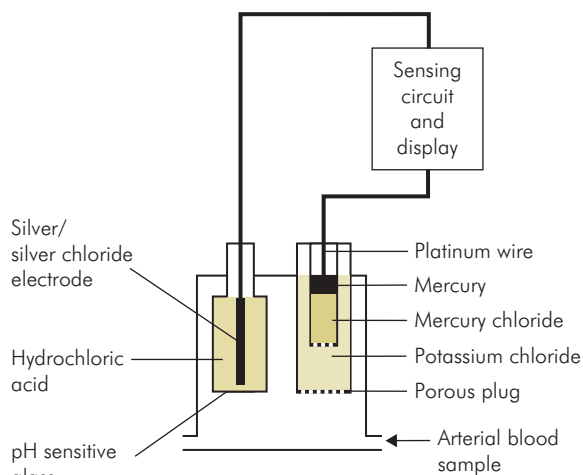 Sensing
circuit
and
display
Silver/
silver chloride
electrode
Hydrochloric
acid
pH sensitive
Platinum wire
Mercury
Mercury chloride
Potassium chloride
Porous plug
Arterial blood
sample